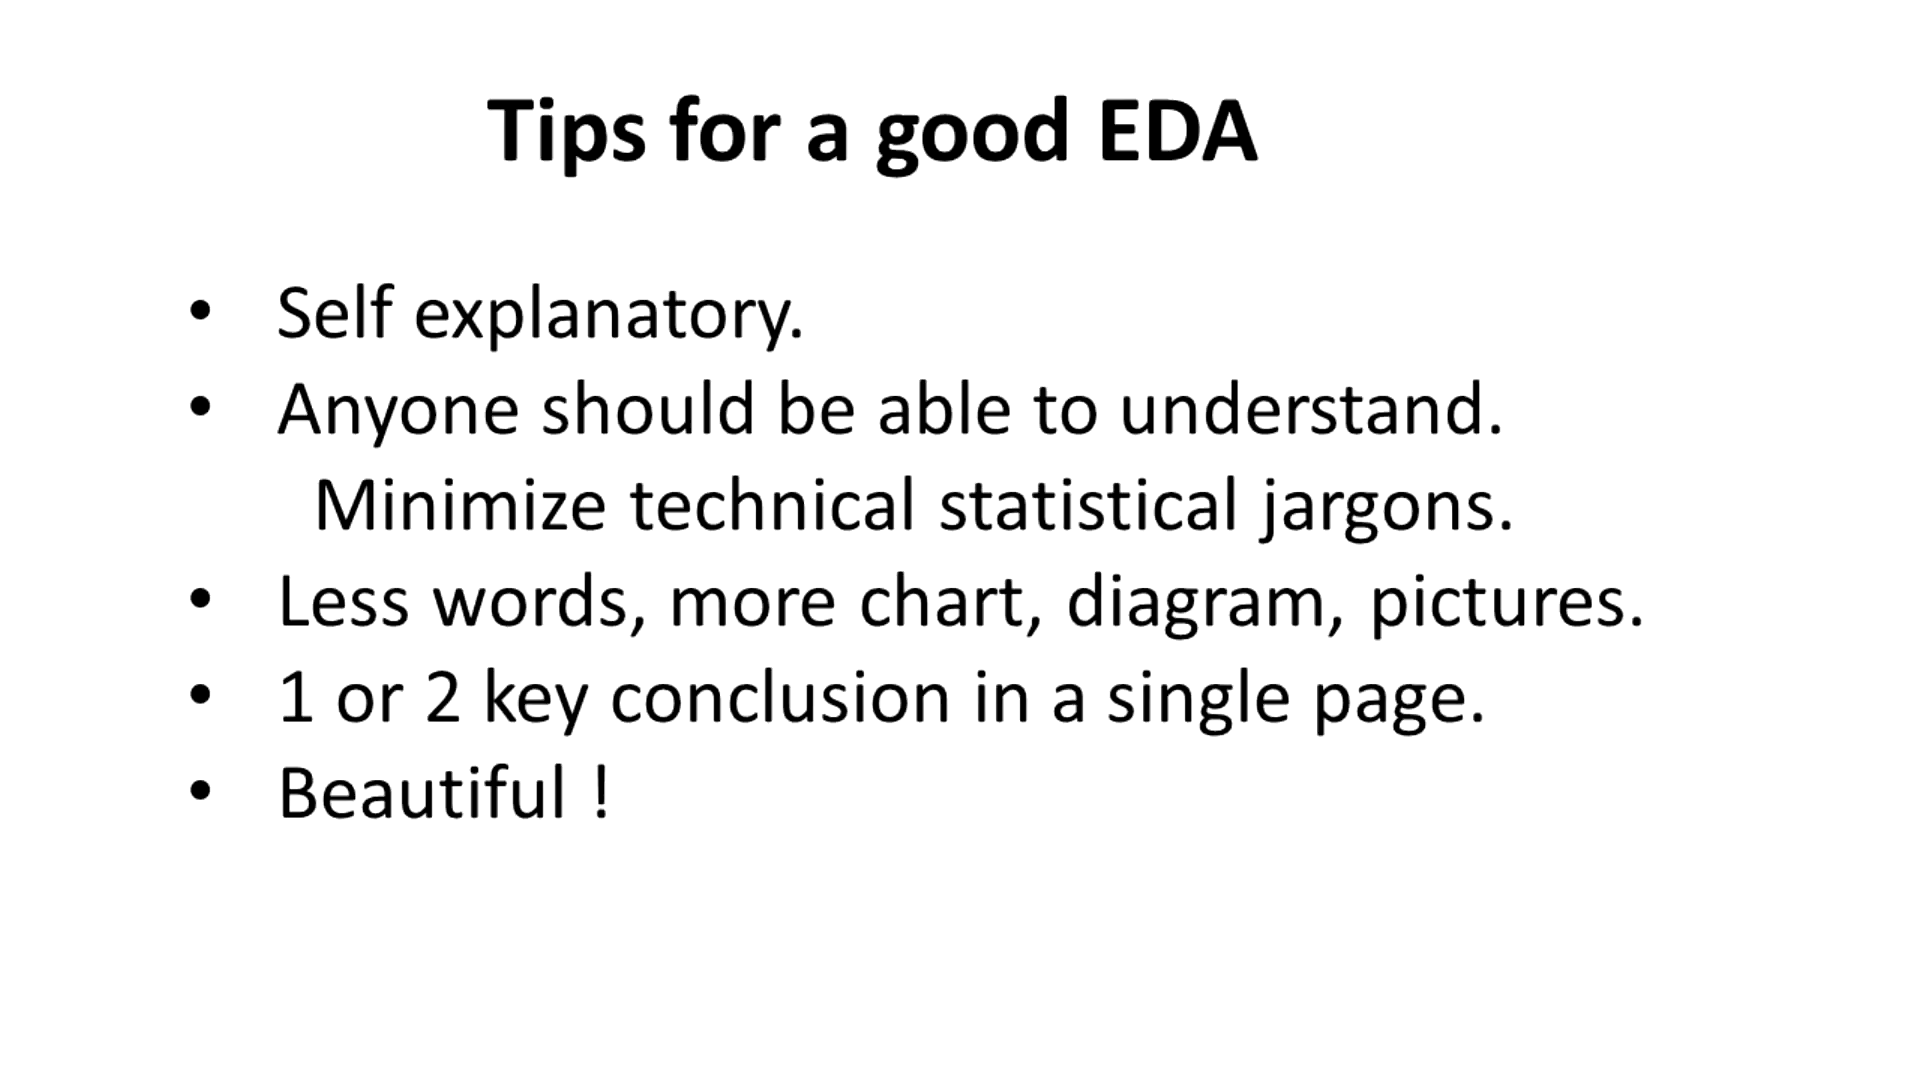 Tips for a good EDA
• Self explanatory.
• Anyone should be able to understand.
Minimize technical statistical jargons.
• Less words, more chart, diagram, pictures.
• 1 or 2 key conclusion in a single page.
• Beautiful !